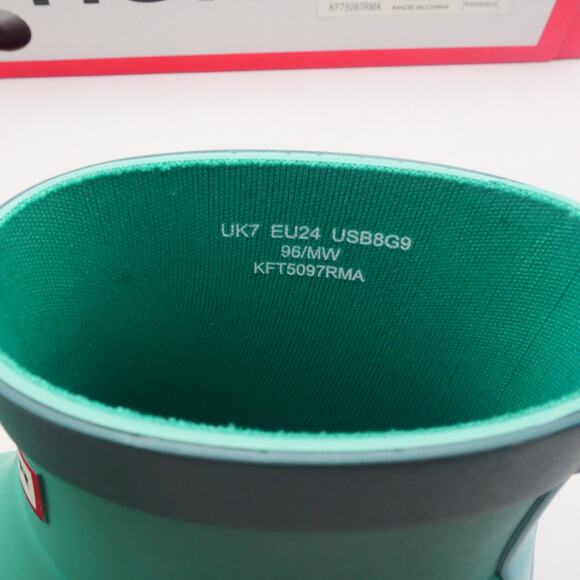 KFT5097RMA MADE IN CHINA
UK7 EU24 USB8G9
96/MW
KFT5097RMA